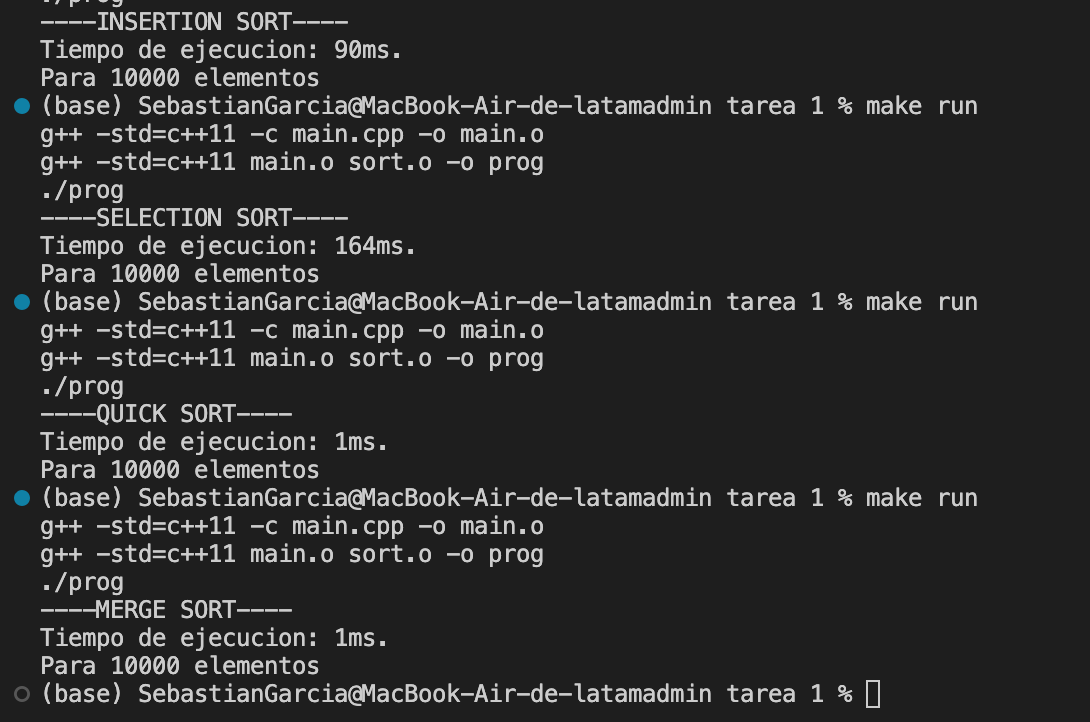 ./prog
----INSERTION SORT----
Tiempo de ejecucion: 90ms.
Para 10000 elementos
(base) SebastianGarcia@MacBook-Air-de-latamadmin tarea 1 % make run
g++ -std=c++11 -c main.cpp -o main.o
g++ -std=c++11 main.o sort.o -o prog
./prog
----SELECTION SORT----
Tiempo de ejecucion: 164ms.
Para 10000 elementos
(base) SebastianGarcia@MacBook-Air-de-latamadmin tarea 1 % make run
g++ -std=c++11 -c main.cpp -o main.o
g++ -std=c++11 main.o sort.o -o prog
./prog
----QUICK SORT----
Tiempo de ejecucion: 1ms.
Para 10000 elementos
(base) SebastianGarcia@MacBook-Air-de-latamadmin tarea 1 % make run
g++ -std=c++11 -c main.cpp -o main.o
g++ -std=c++11 main.o sort.o -o prog
./prog
----MERGE SORT----
Tiempo de ejecucion: 1ms.
Para 10000 elementos
(base) SebastianGarcia@MacBook-Air-de-latamadmin tarea 1 %